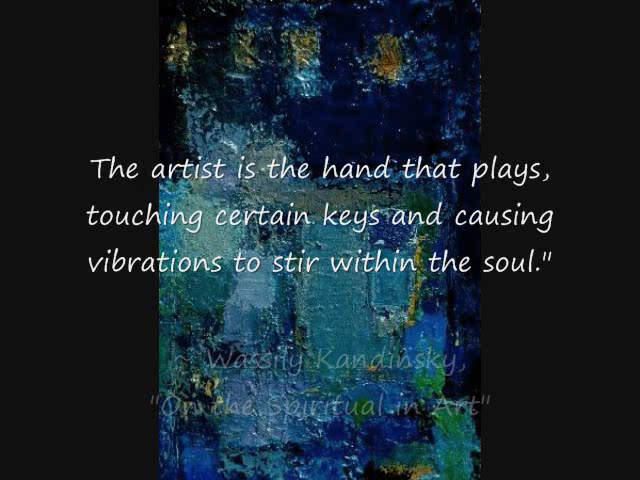 The artist is the hand that plays,
touching certain keys and causing
vibrations to stir within the soul."
~ Wassily Kandinsky,
"On the Spiritual in Art"